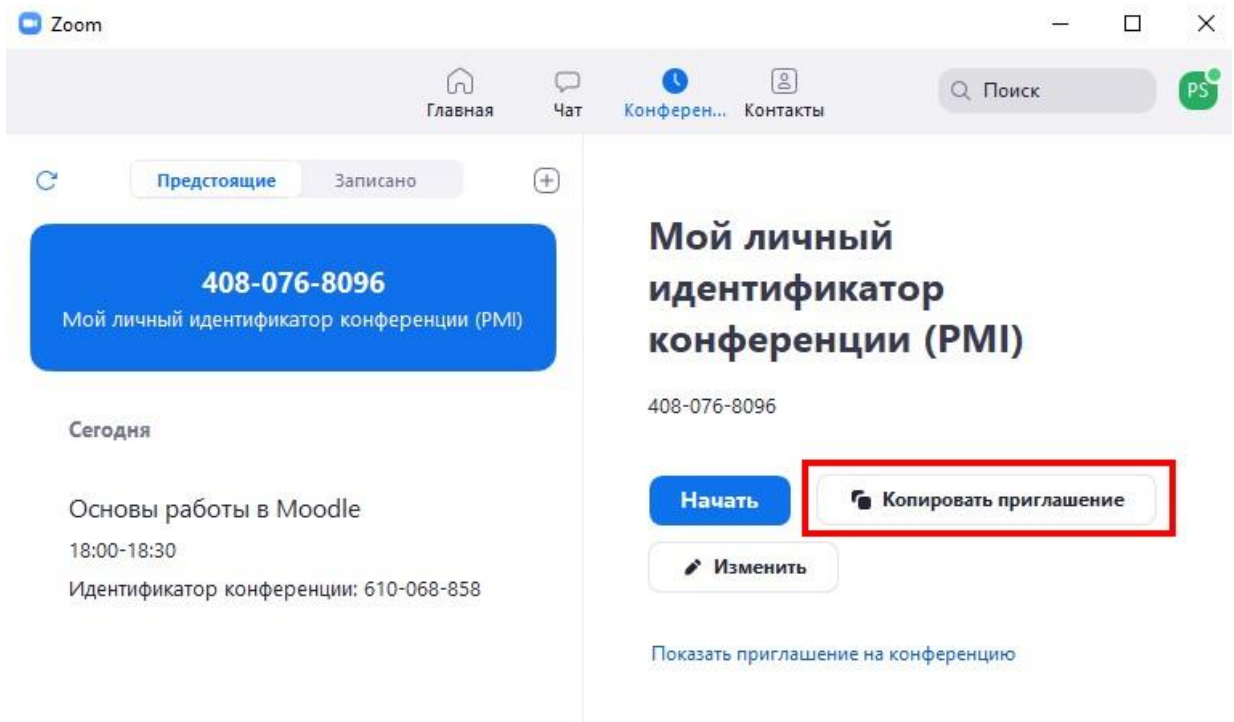 Zoom
Главная
Чат
Конферен...
Контакты
Поиск
PS
Предстоящие
Записано
408-076-8096
Мой личный идентификатор конференции (PMI)
Сегодня
Основы работы в Moodle
18:00-18:30
Идентификатор конференции: 610-068-858
Мой личный
идентификатор
конференции (PMI)
408-076-8096
Начать
Копировать приглашение
Изменить
Показать приглашение на конференцию